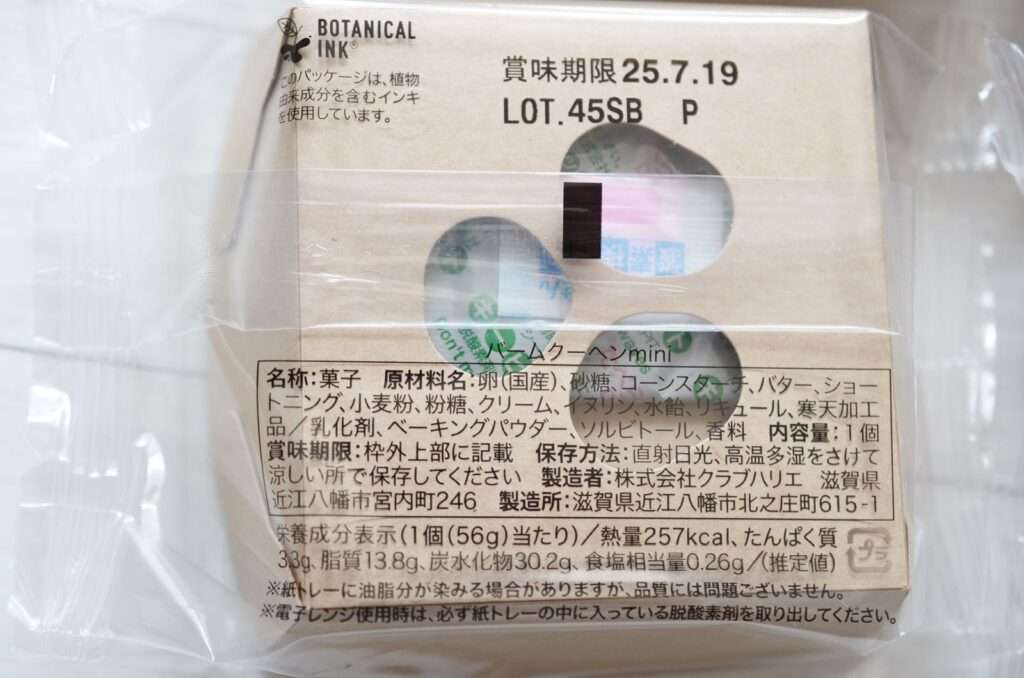 BOTANICAL
INK®
このパッケージは、植物
由来成分を含むインキ
を使用しています。
賞味期限25.7.19
LOT.45SB P
バームクーヘンmini
名称:菓子 原材料名:卵(国産)、砂糖、コーンスターチ、バター、ショー
トニング、小麦粉、粉糖、クリーム、イヌリン、水飴、リキュール、寒天加工
品/乳化剤、ベーキングパウダー、ソルビトール、香料 内容量:1個
賞味期限:枠外上部に記載 保存方法:直射日光、高温多湿をさけて
涼しい所で保存してください 製造者:株式会社クラブハリエ 滋賀県
近江八幡市宮内町246 製造所:滋賀県近江八幡市北之庄町615-1
栄養成分表示(1個(56g)当たり)/熱量257kcal、たんぱく質
3.3g、脂質13.8g、炭水化物30.2g、食塩相当量0.26g/(推定値)
プラ
※紙トレーに油脂分が染みる場合がありますが、品質には問題ございません。
※電子レンジ使用時は、必ず紙トレーの中に入っている脱酸素剤を取り出してください。